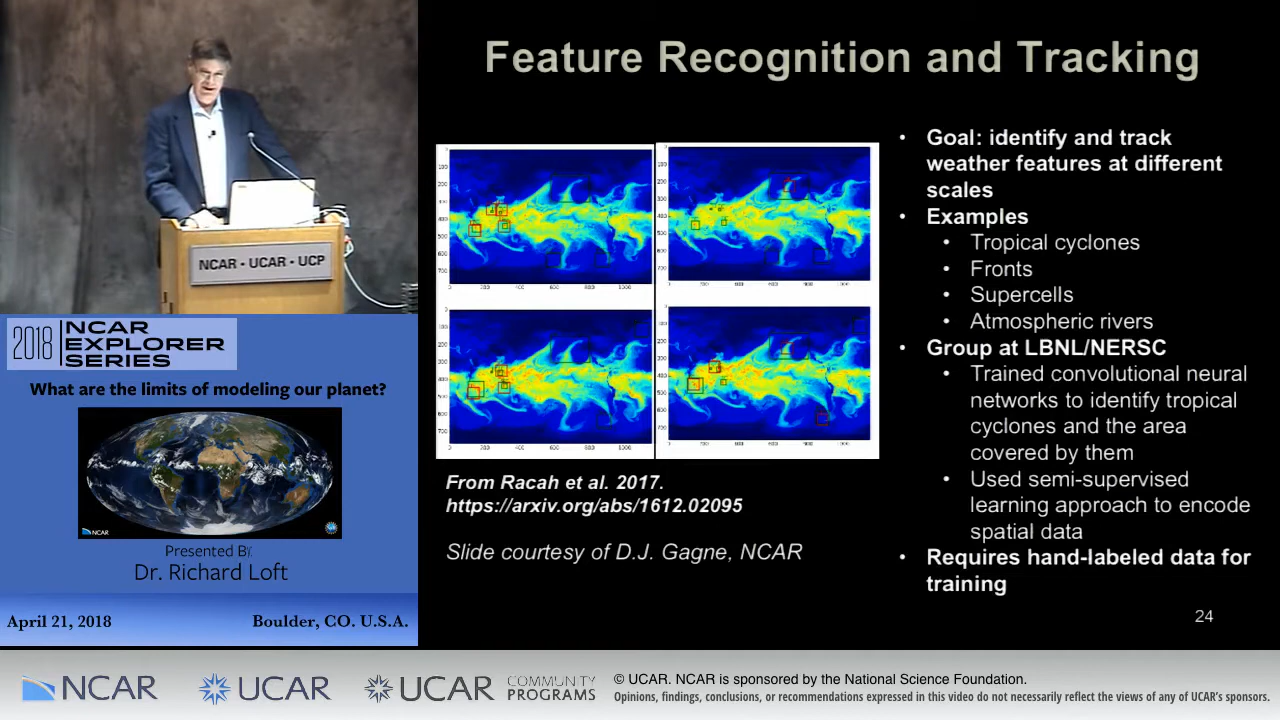 Feature Recognition and Tracking
• Goal: identify and track
weather features at different
scales
• Examples
• Tropical cyclones
• Fronts
• Supercells
• Atmospheric rivers
• Group at LBNL/NERSC
• Trained convolutional neural
networks to identify tropical
cyclones and the area
covered by them
• Used semi-supervised
learning approach to encode
spatial data
• Requires hand-labeled data for
training
From Racah et al. 2017.
https://arxiv.org/abs/1612.02095
Slide courtesy of D.J. Gagne, NCAR
24
NCAR • UCAR • UCP
2018 NCAR
EXPLORER
SERIES
What are the limits of modeling our planet?
NCAR
Presented By:
Dr. Richard Loft
April 21, 2018 Boulder, CO. U.S.A.
NCAR UCAR UCAR COMMUNITY
PROGRAMS
© UCAR. NCAR is sponsored by the National Science Foundation.
Opinions, findings, conclusions, or recommendations expressed in this video do not necessarily reflect the views of any of UCAR's sponsors.